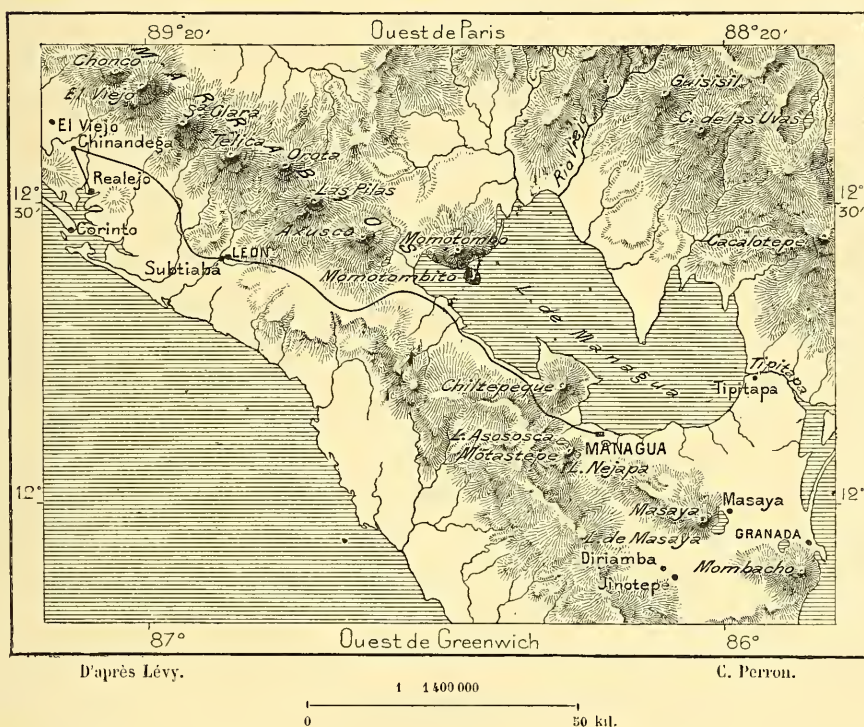 89°20'
Ouest de Paris
88°20'
Chonco
MARRABIOS
El Viejo
Guisisil
Sta Clara
C. de las Uvas
El Viejo
Rio Viejo
Chinandega
Telica
Orota
Realejo
Las Pilas
12°
30'
12°
30'
Corinto
Axusco
Momotombo
Cacalotepe
LEON
Subtiaba
Momotombito
L. de Managua
Tipitapa
Chiltepeque
Tipitapa
L. Asososca
MANAGUA
Motastepe
L. Nejapa
12°
12°
Masaya
Masaya
L. de Masaya
GRANADA
Diriamba
Mombacho
Jinotepe
87°
Ouest de Greenwich
86°
D'après Lévy.
C. Perron.
1 1 400 000
0
50 kil.